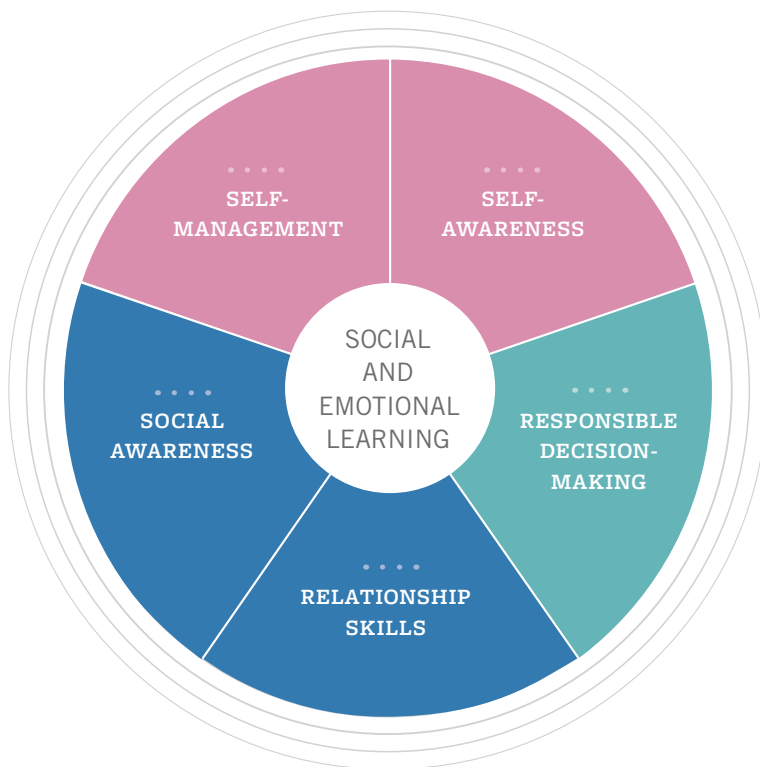 SELF-
MANAGEMENT
SELF-
AWARENESS
SOCIAL
AND
EMOTIONAL
LEARNING
SOCIAL
AWARENESS
RESPONSIBLE
DECISION-
MAKING
RELATIONSHIP
SKILLS